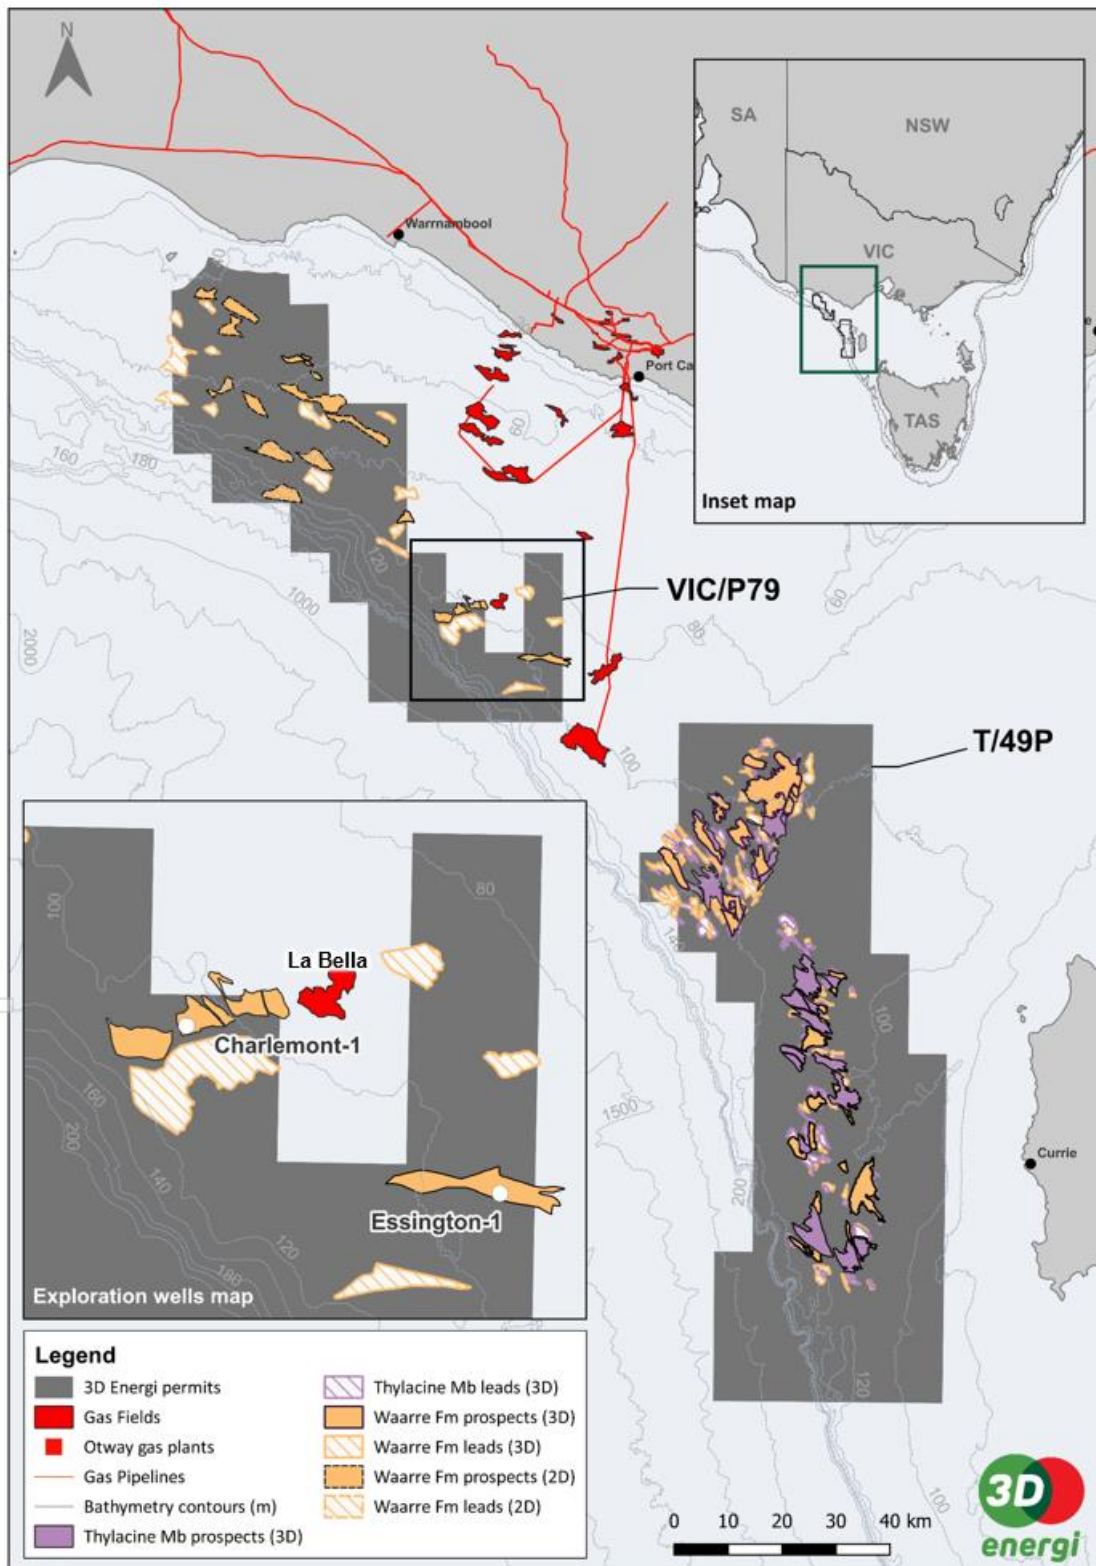 N
SA
NSW
VIC
TAS
Inset map
Warrnambool
Port Ca
e
20
60
160
180
120
1000
2000
60
80
100
VIC/P79
T/49P
140
100
1500
200
Currie
120
100
100
80
La Bella
Charlemont-1
160
200
140
Essington-1
120
180
Exploration wells map
Legend
3D Energi permits
Gas Fields
Otway gas plants
Gas Pipelines
Bathymetry contours (m)
Thylacine Mb prospects (3D)
Thylacine Mb leads (3D)
Waarre Fm prospects (3D)
Waarre Fm leads (3D)
Waarre Fm prospects (2D)
Waarre Fm leads (2D)
0 10 20 30 40 km
3D
energi